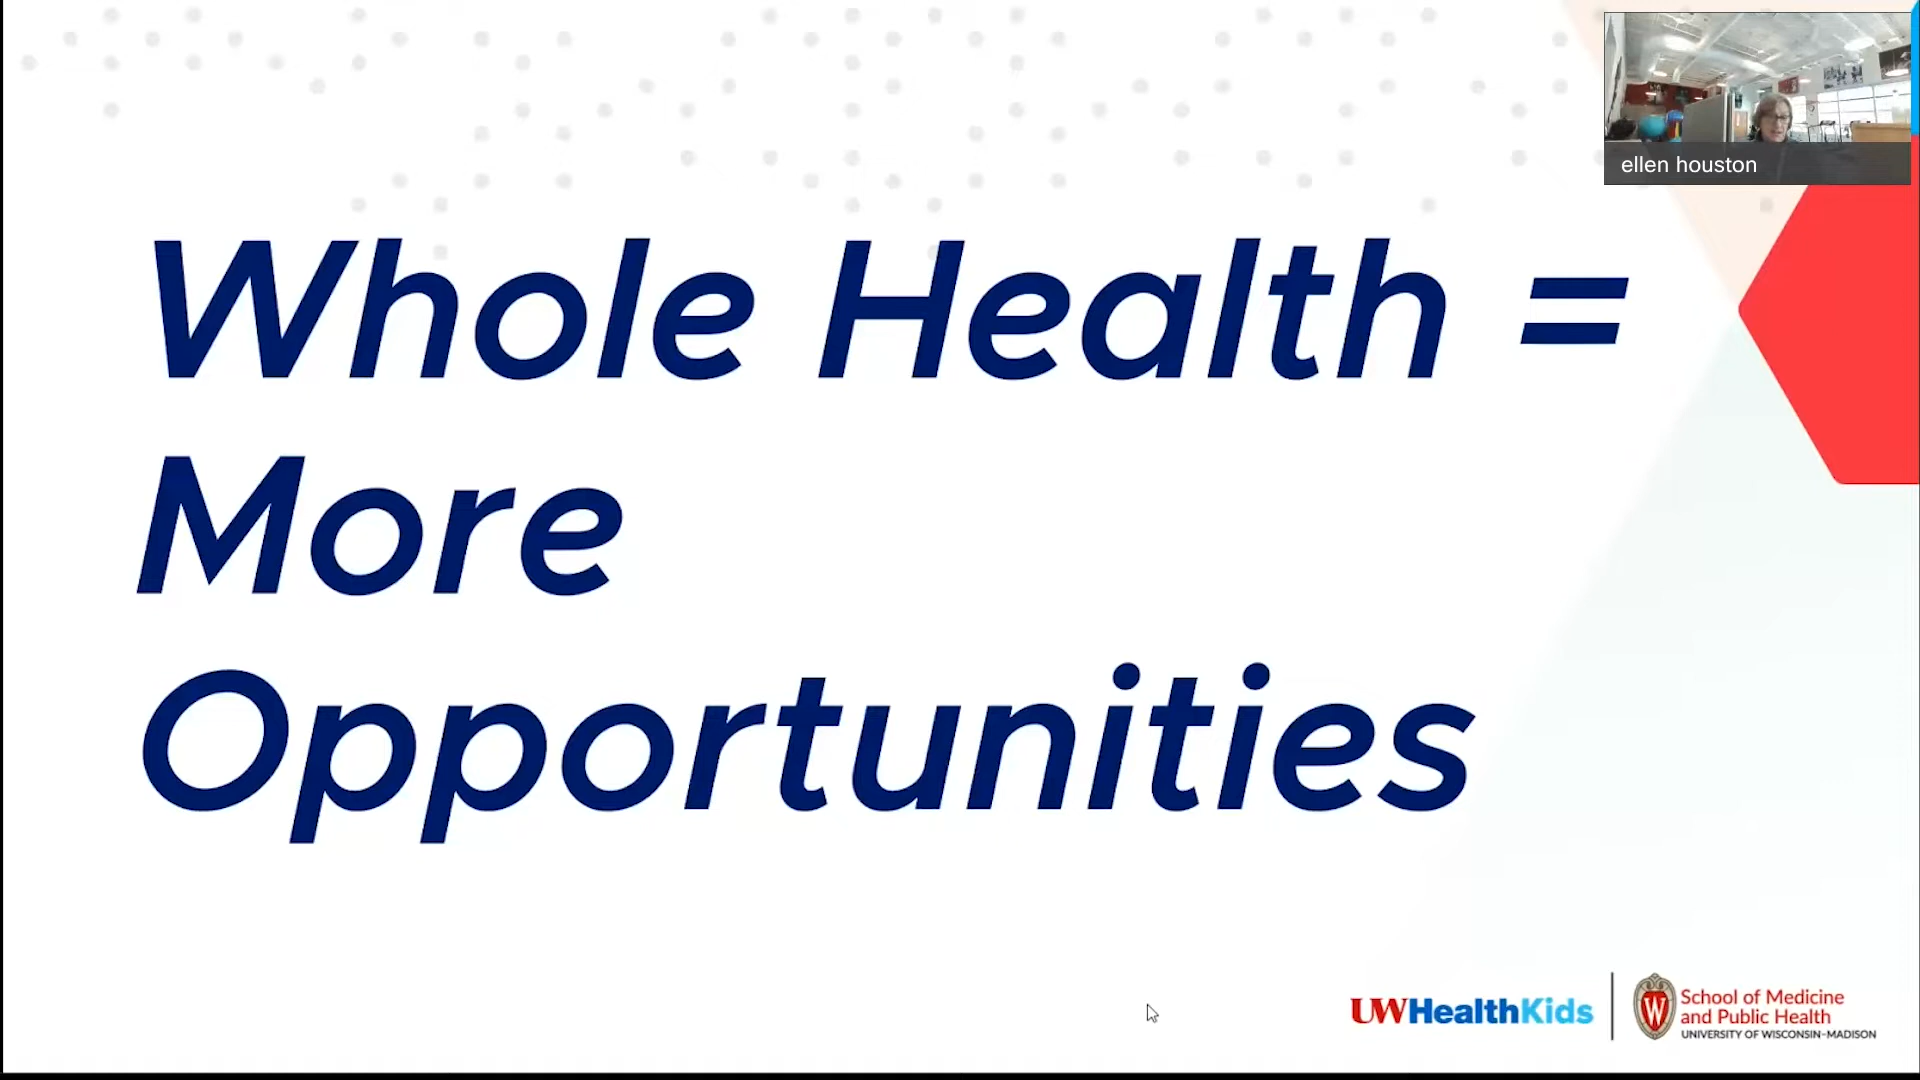 ellen houston
Whole Health =
More
Opportunities
UWHealthKids
W
School of Medicine
and Public Health
UNIVERSITY OF WISCONSIN–MADISON